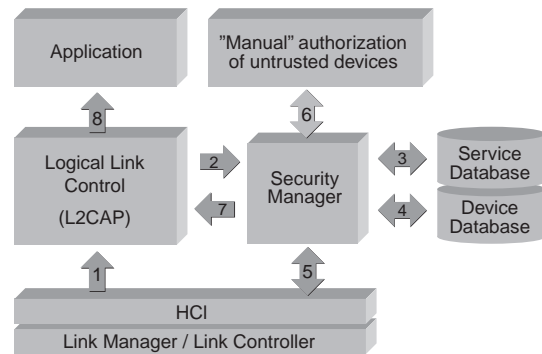 Application
”Manual” authorization
of untrusted devices
8
6
Logical Link
Control
(L2CAP)
2
7
Security
Manager
3
4
Service
Database
Device
Database
1
5
HCI
Link Manager / Link Controller